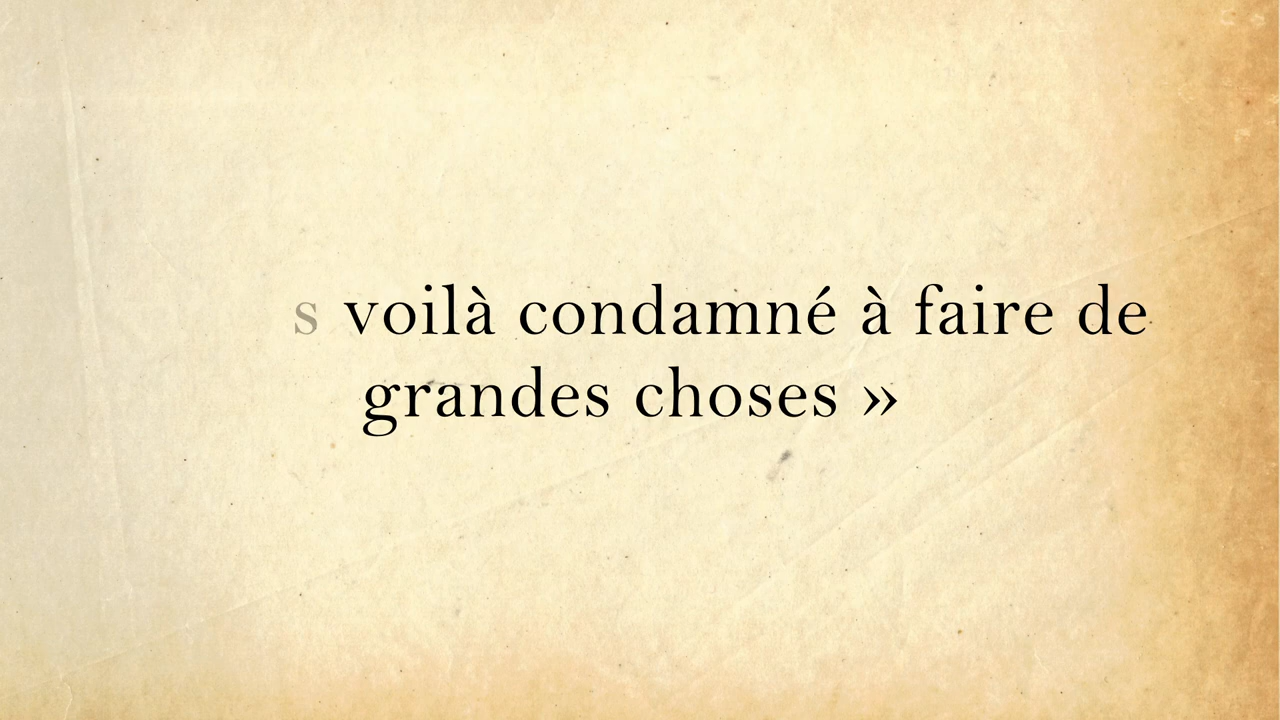 s voilà condamné à faire de
grandes choses »